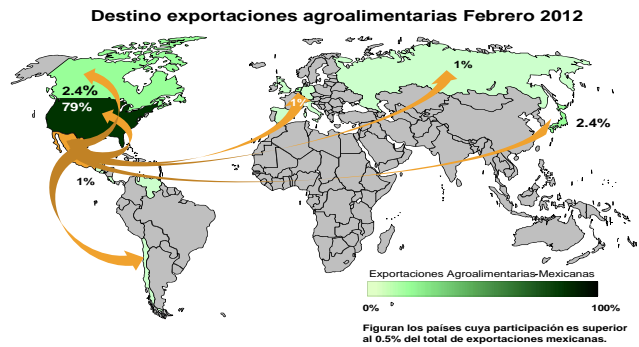 Destino exportaciones agroalimentarias Febrero 2012
1%
2.4%
79%
1%
2.4%
1%
Exportaciones Agroalimentarias-Mexicanas
0% 100%
Figuran los países cuya participación es superior
al 0.5% del total de exportaciones mexicanas.